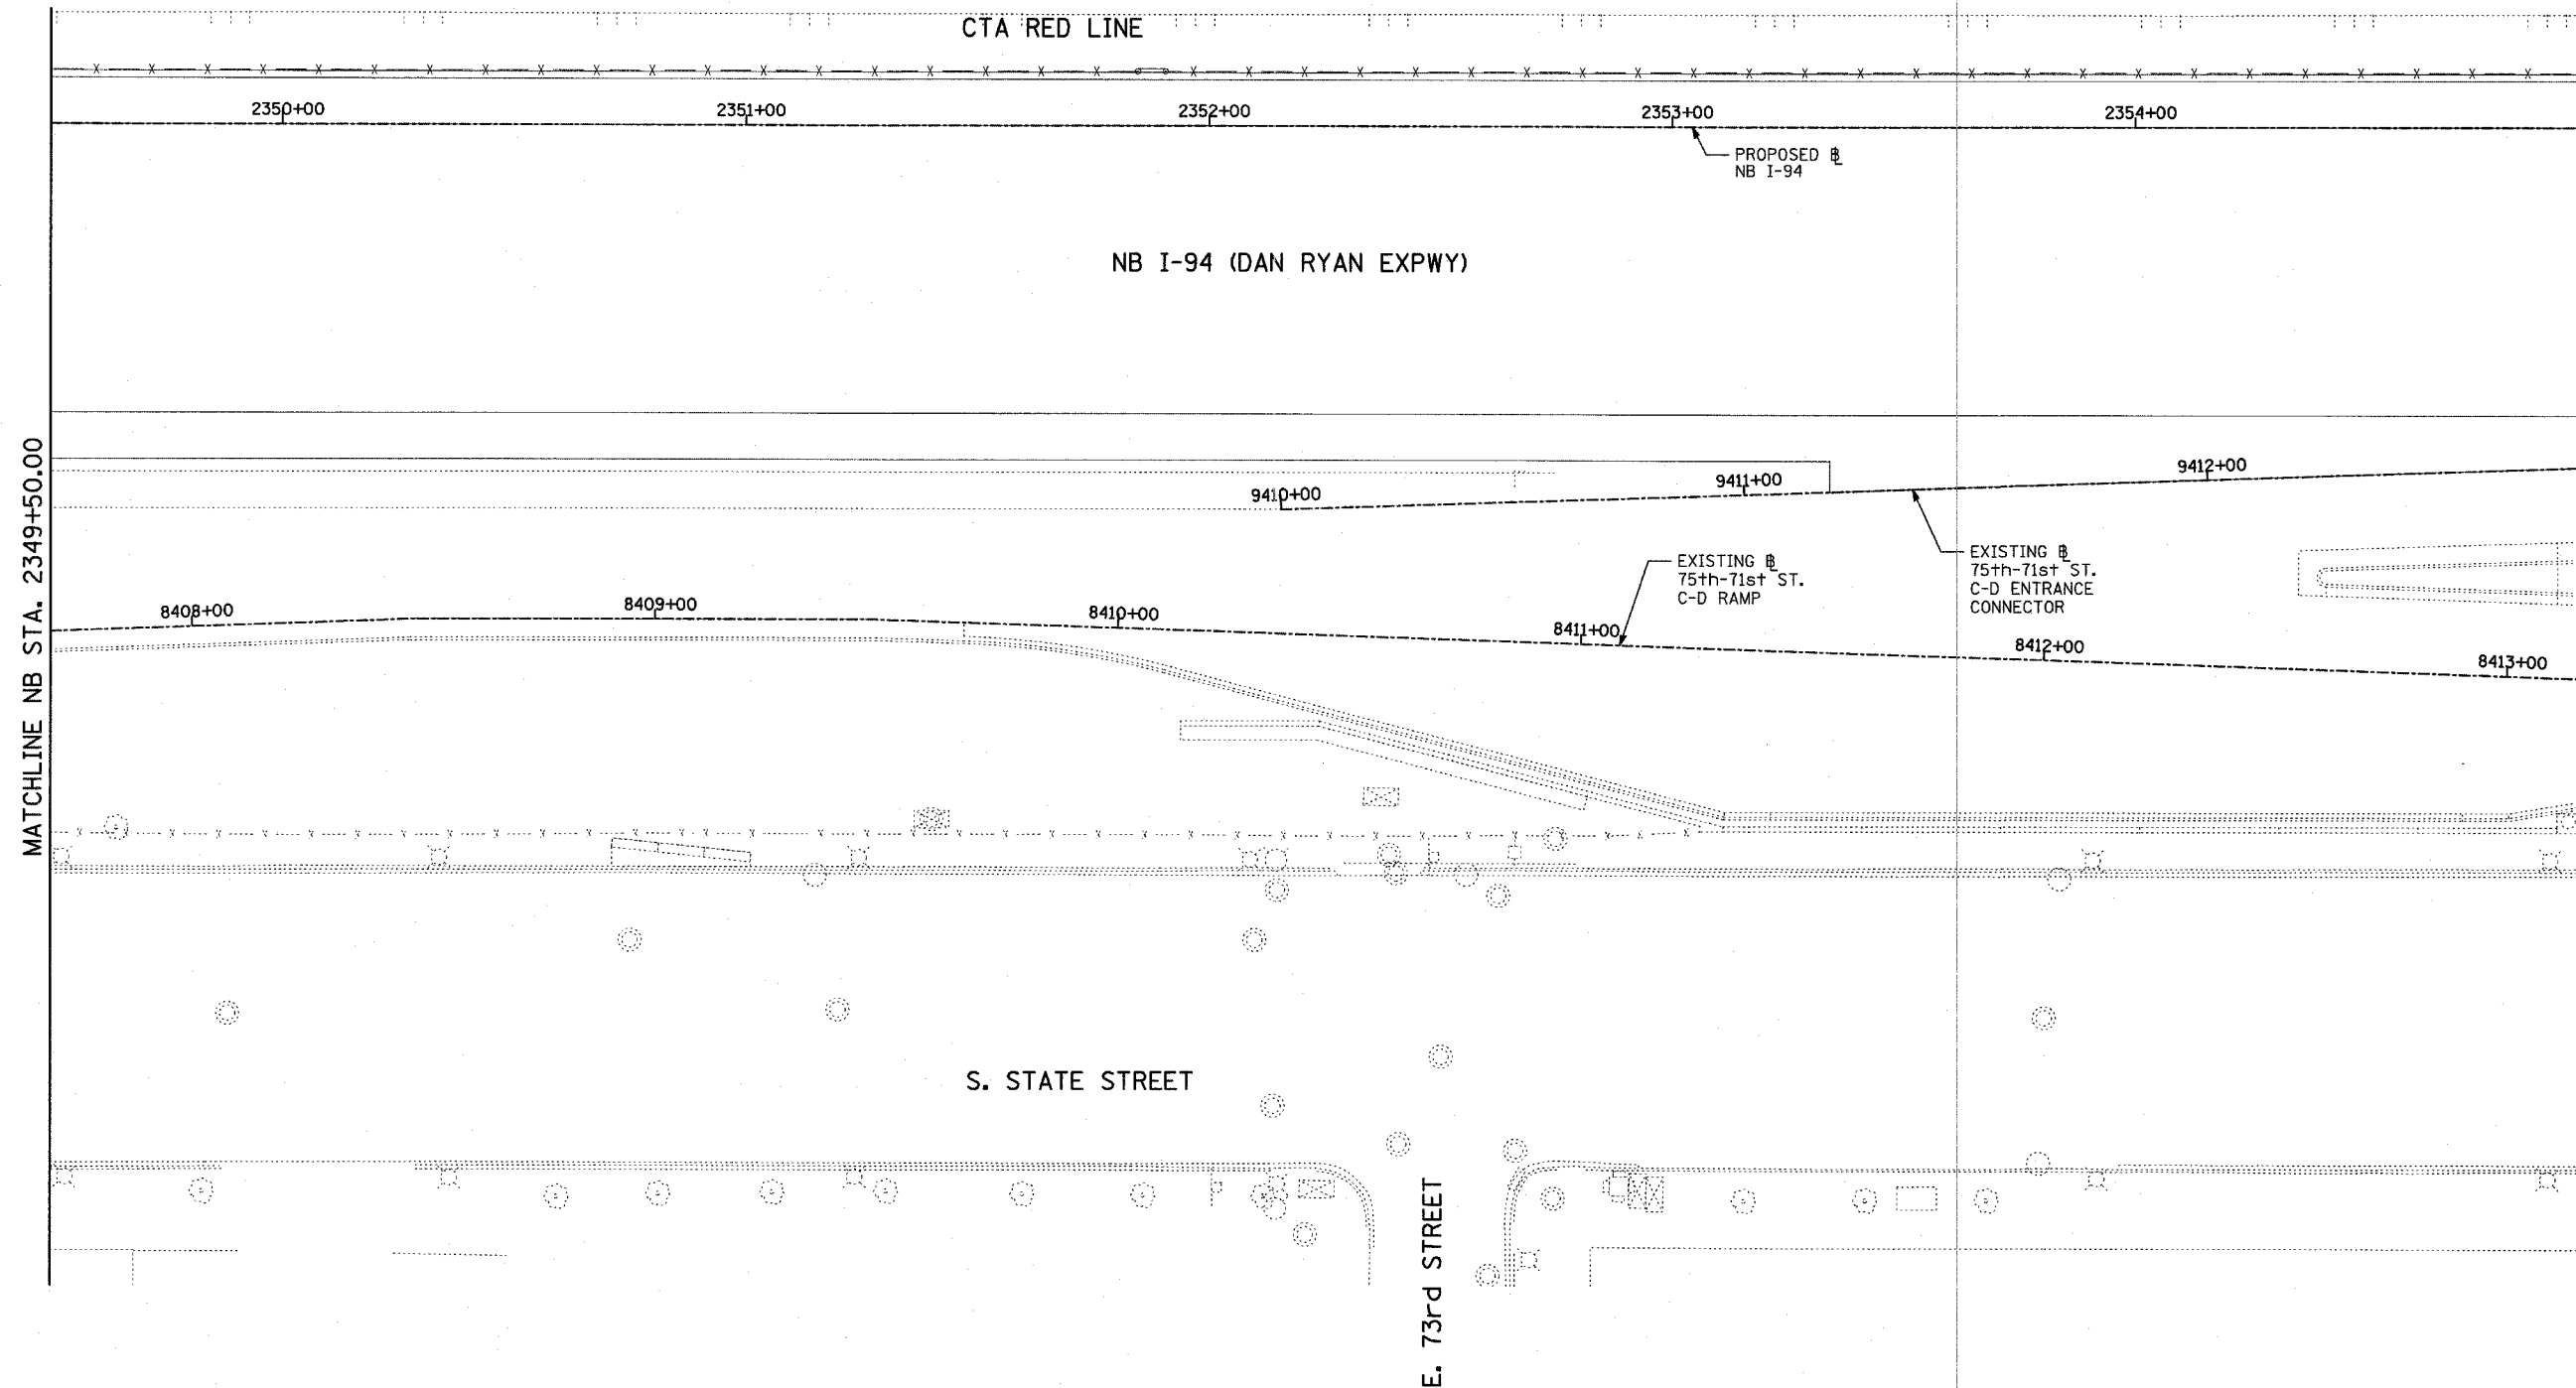 CTA RED LINE
2350+00
2351+00
2352+00
2353+00
2354+00
PROPOSED ℄
NB I-94
NB I-94 (DAN RYAN EXPWY)
MATCHLINE NB STA. 2349+50.00
9410+00
9411+00
9412+00
EXISTING
75th-71st ST.
C-D RAMP
EXISTING
75th-71st ST.
C-D ENTRANCE
CONNECTOR
8408+00
8409+00
8410+00
8411+00
8412+00
8413+00
S. STATE STREET
E. 73rd STREET